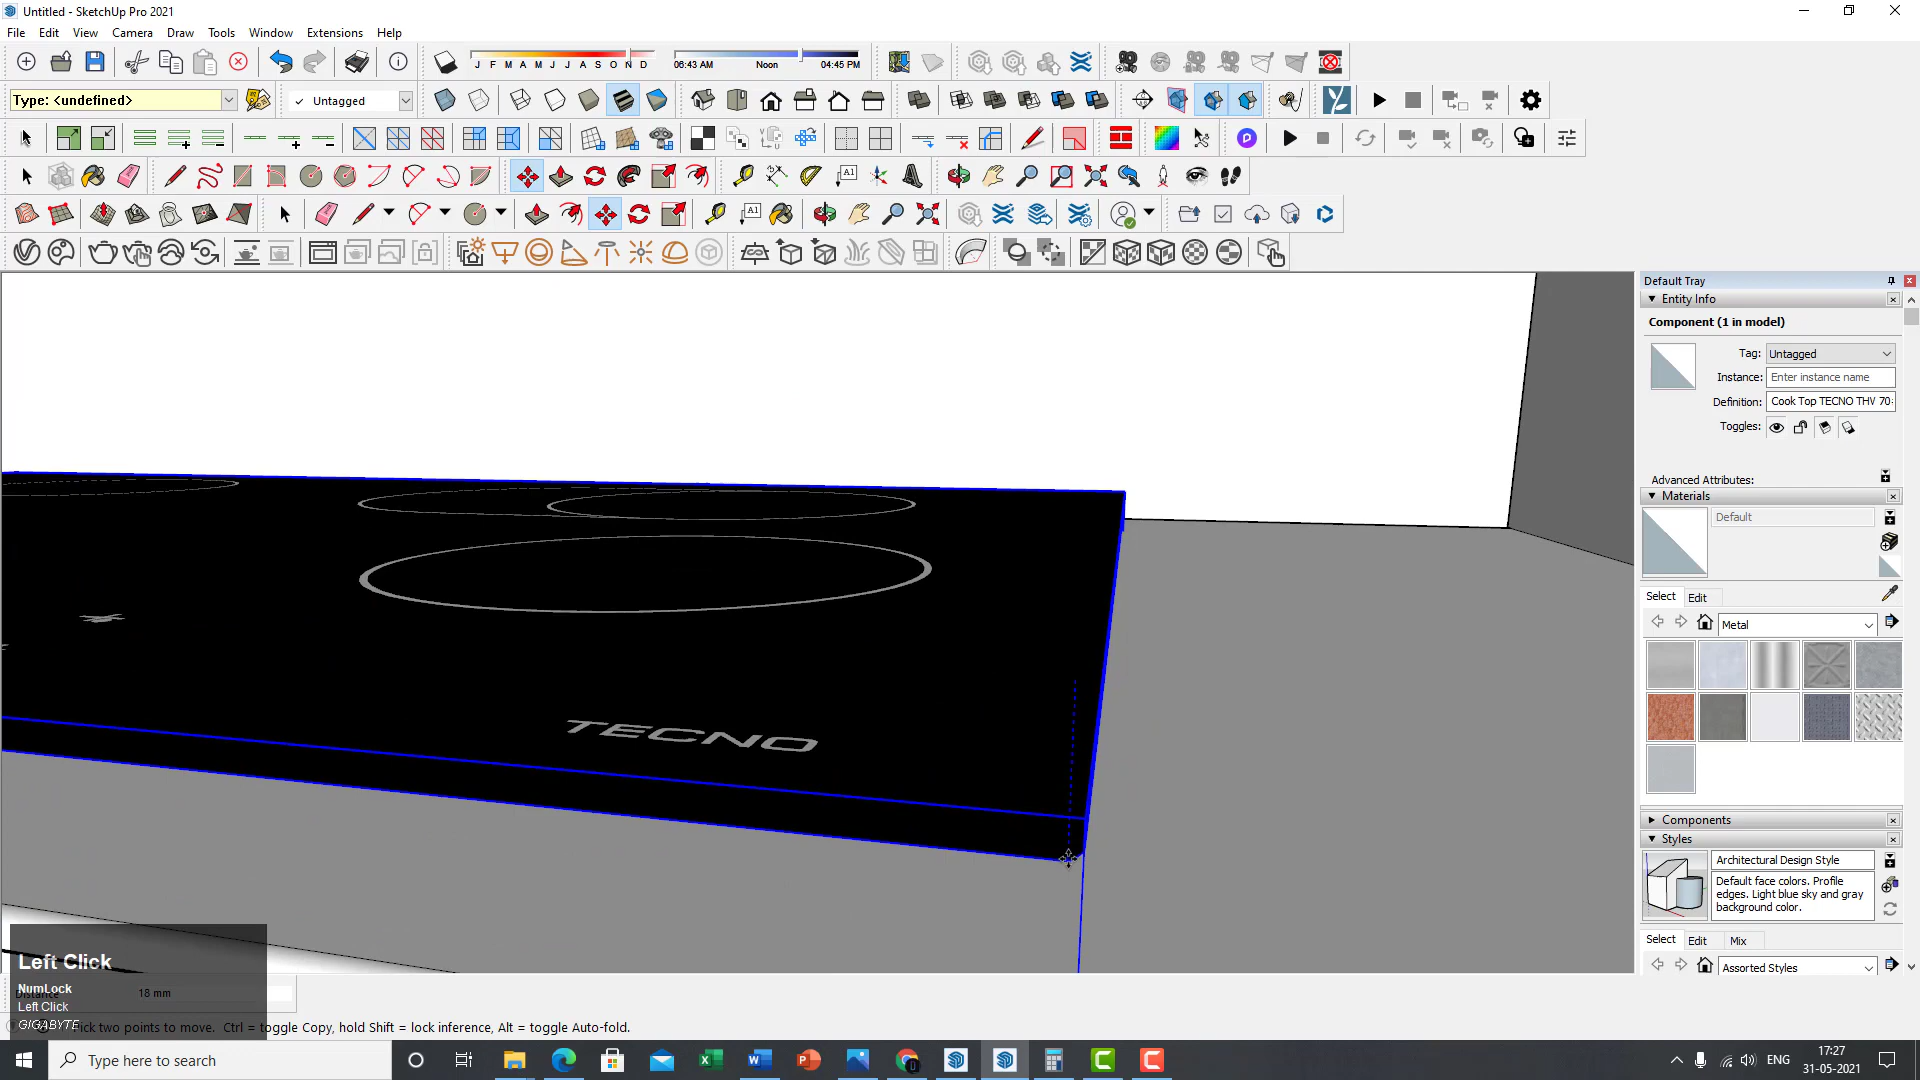 Untitled - SketchUp Pro 2021
File Edit View Camera Draw Tools Window Extensions Help
J F M A M J J A S O N D
06:43 AM Noon 04:45 PM
Type: <undefined>
Untagged
Default Tray
Entity Info
Component (1 in model)
Tag: Untagged
Instance: Enter instance name
Definition: Cook Top TECNO THV 70
Toggles:
Advanced Attributes:
Materials
Default
Select Edit
Metal
Components
Styles
Architectural Design Style
Default face colors. Profile edges. Light blue sky and gray background color.
Select Edit Mix
Assorted Styles
TECNO
Left Click
NumLock
Left Click
GIGABYTE
Distance 18 mm
Pick two points to move. Ctrl = toggle Copy, hold Shift = lock inference, Alt = toggle Auto-fold.
Type here to search
ENG
17:27
31-05-2021